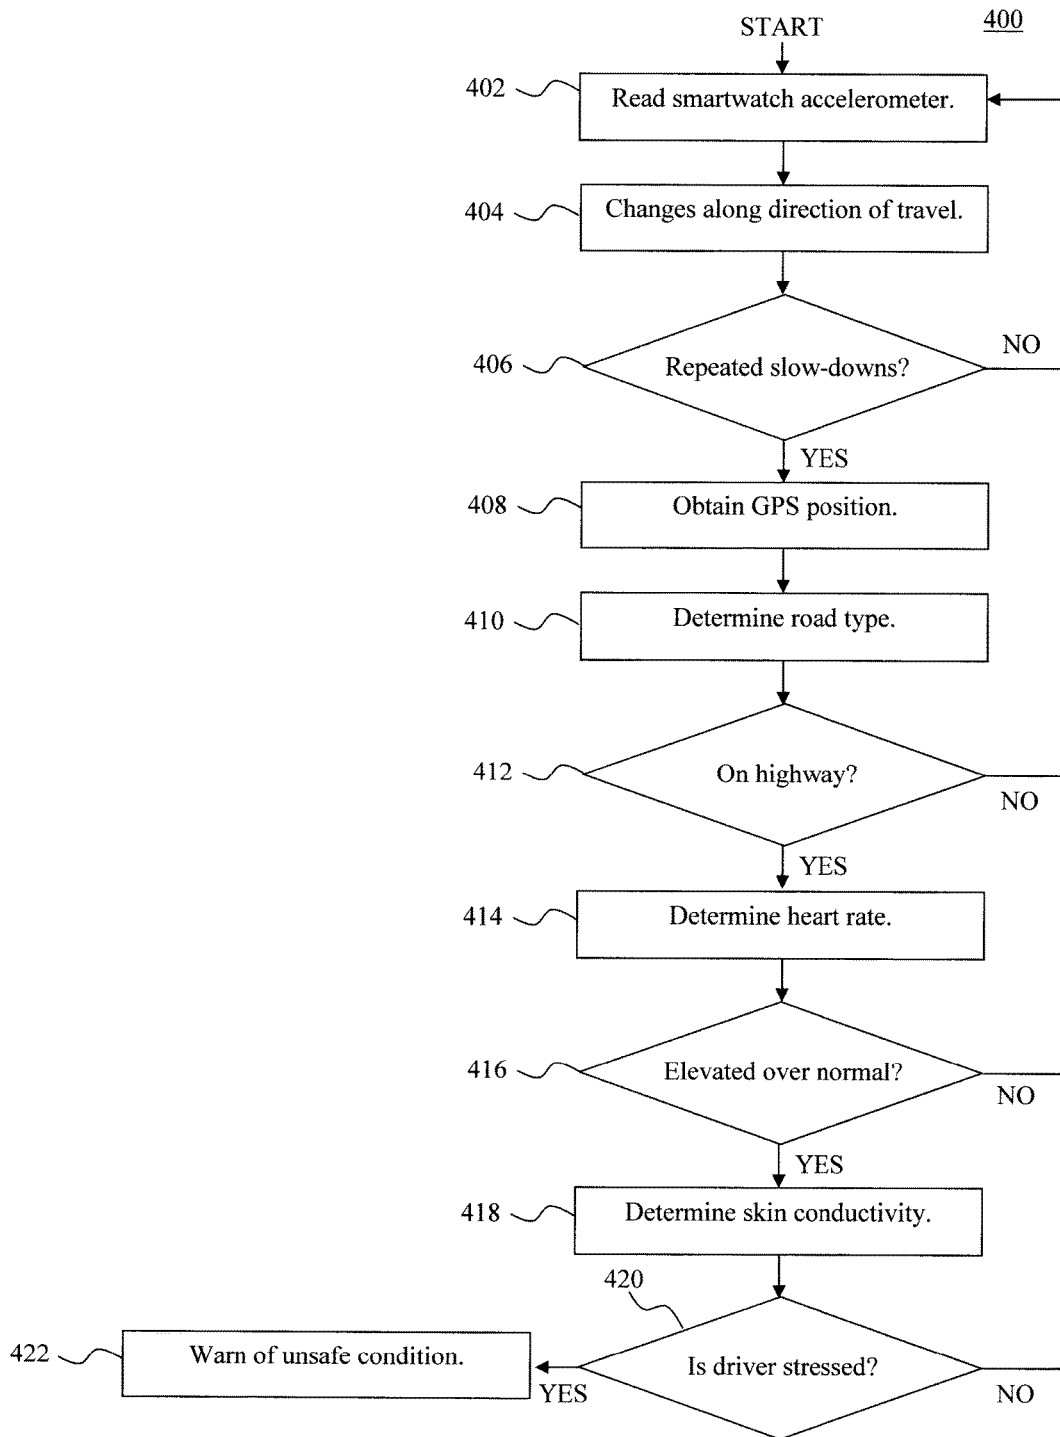 400
START
402
Read smartwatch accelerometer.
404
Changes along direction of travel.
406
Repeated slow-downs?
NO
YES
408
Obtain GPS position.
410
Determine road type.
412
On highway?
NO
YES
414
Determine heart rate.
416
Elevated over normal?
NO
YES
418
Determine skin conductivity.
420
422
Warn of unsafe condition.
Is driver stressed?
YES
NO